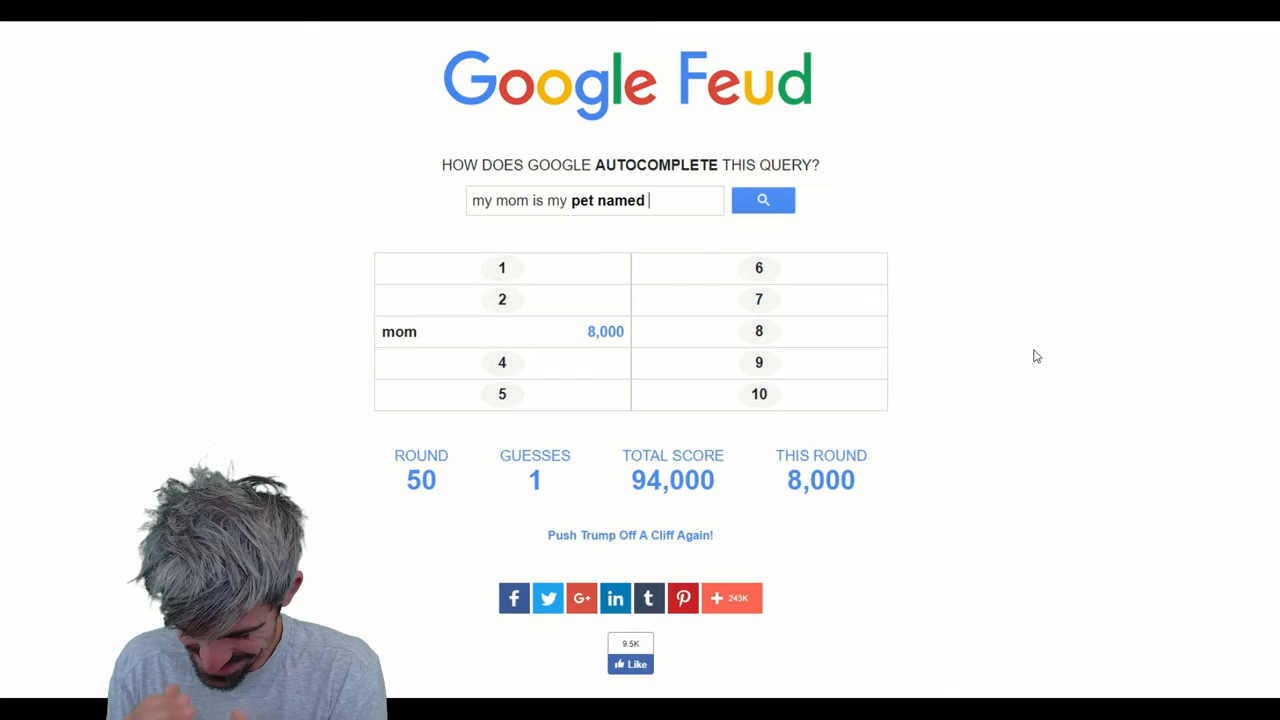 Google Feud
HOW DOES GOOGLE AUTOCOMPLETE THIS QUERY?
my mom is my pet named
1
6
2
7
mom 8,000
8
4
9
5
10
ROUND GUESSES TOTAL SCORE THIS ROUND
50 1 94,000 8,000
Push Trump Off A Cliff Again!
f G+ in t 243K
9.5K
Like